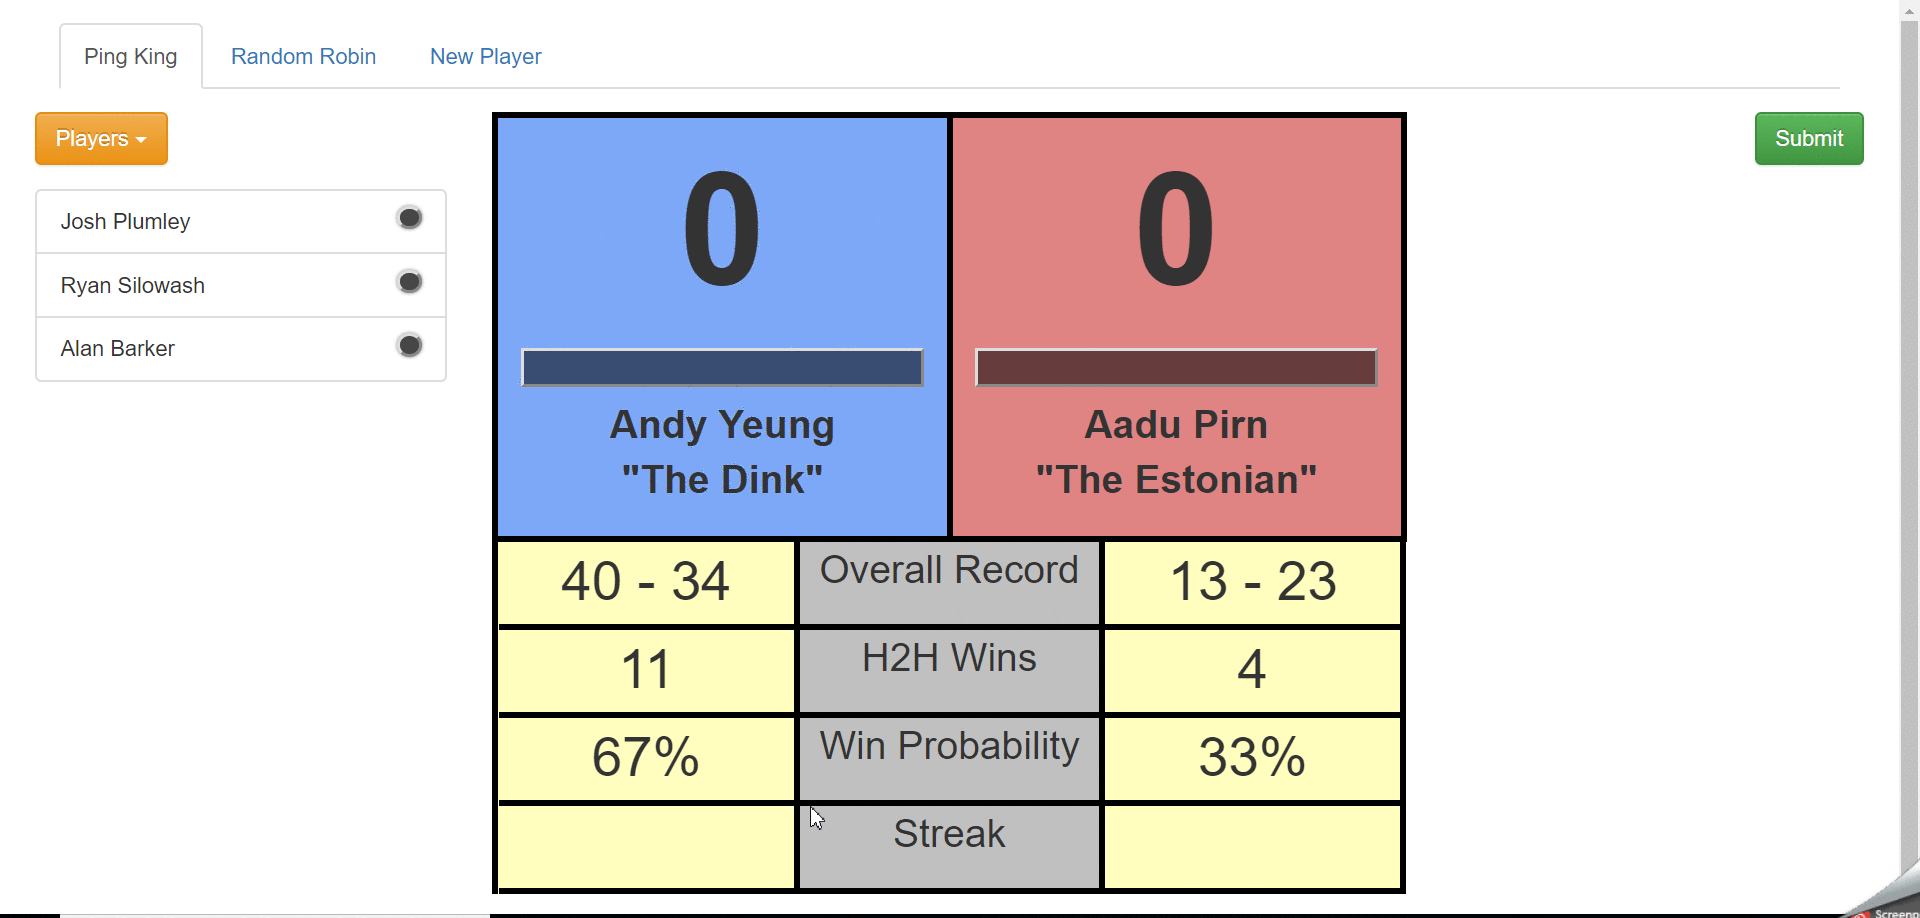 Ping King Random Robin New Player
Players Submit
Josh Plumley
Ryan Silowash
Alan Barker
0 0
Andy Yeung Aadu Pirn
"The Dink" "The Estonian"
40 - 34 Overall Record 13 - 23
11 H2H Wins 4
67% Win Probability 33%
Streak